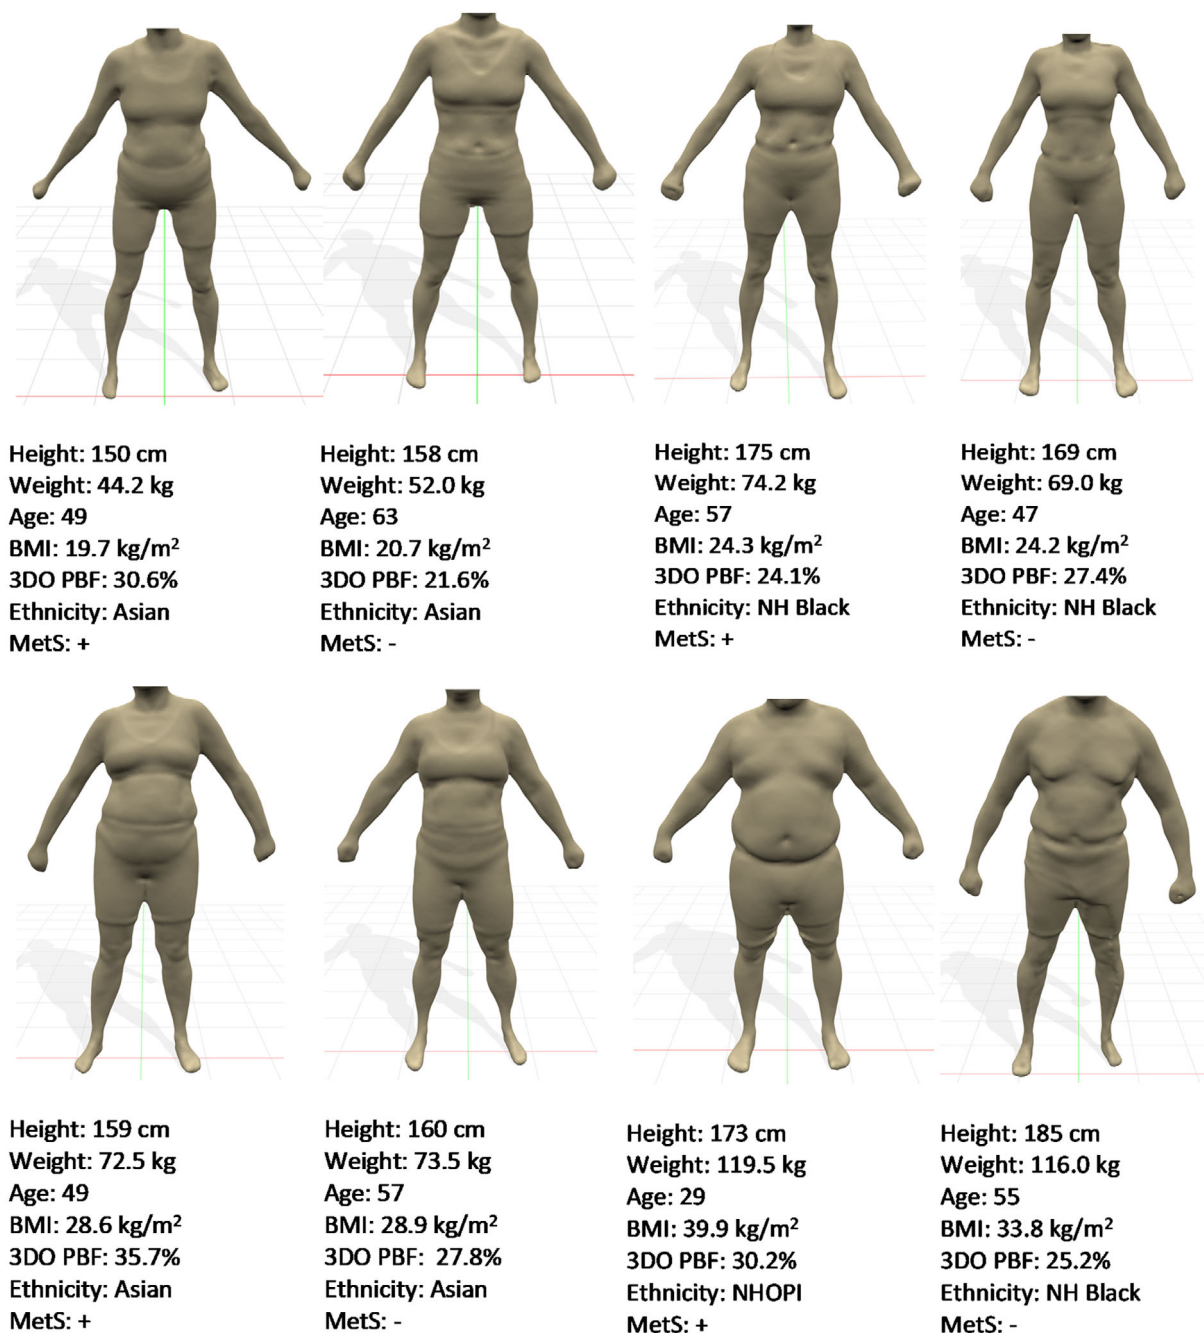 Height: 150 cm
Weight: 44.2 kg
Age: 49
BMI: 19.7 kg/m²
3DO PBF: 30.6%
Ethnicity: Asian
MetS: +
Height: 158 cm
Weight: 52.0 kg
Age: 63
BMI: 20.7 kg/m²
3DO PBF: 21.6%
Ethnicity: Asian
MetS: -
Height: 175 cm
Weight: 74.2 kg
Age: 57
BMI: 24.3 kg/m²
3DO PBF: 24.1%
Ethnicity: NH Black
MetS: +
Height: 169 cm
Weight: 69.0 kg
Age: 47
BMI: 24.2 kg/m²
3DO PBF: 27.4%
Ethnicity: NH Black
MetS: -
Height: 159 cm
Weight: 72.5 kg
Age: 49
BMI: 28.6 kg/m²
3DO PBF: 35.7%
Ethnicity: Asian
MetS: +
Height: 160 cm
Weight: 73.5 kg
Age: 57
BMI: 28.9 kg/m²
3DO PBF: 27.8%
Ethnicity: Asian
MetS: -
Height: 173 cm
Weight: 119.5 kg
Age: 29
BMI: 39.9 kg/m²
3DO PBF: 30.2%
Ethnicity: NHOPI
MetS: +
Height: 185 cm
Weight: 116.0 kg
Age: 55
BMI: 33.8 kg/m²
3DO PBF: 25.2%
Ethnicity: NH Black
MetS: -